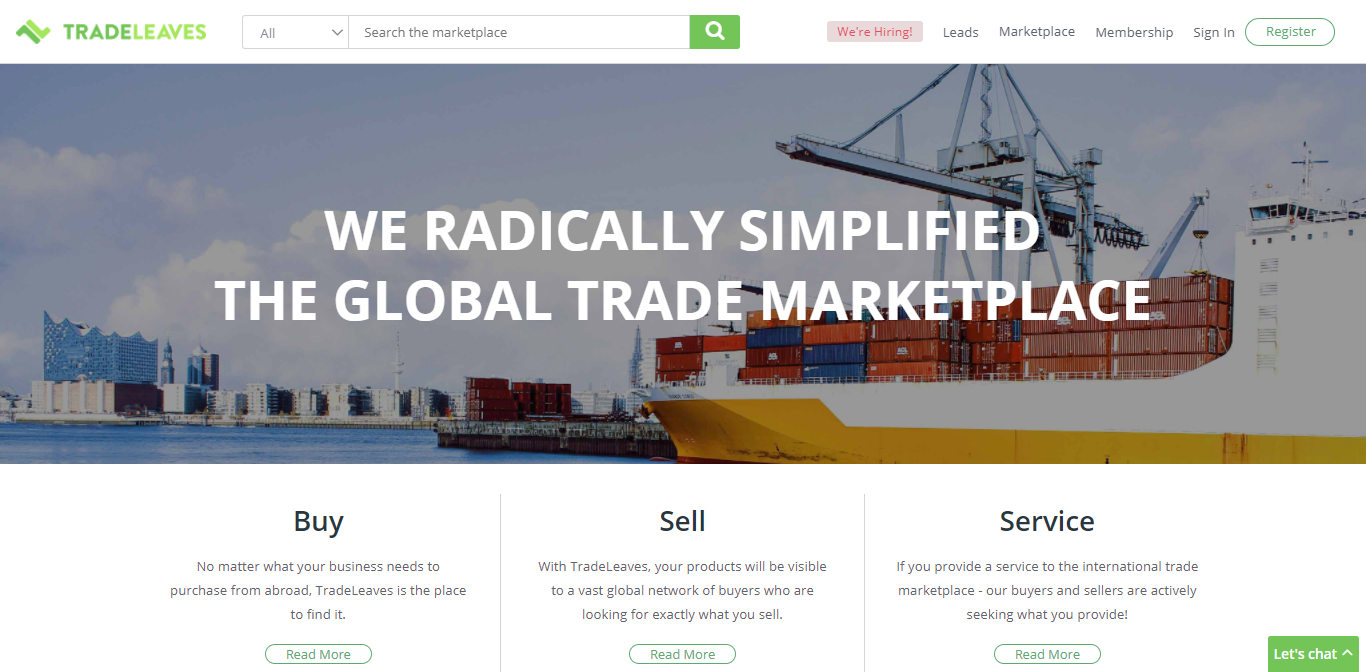 TRADELEAVES
All
Search the marketplace
We're Hiring!
Leads
Marketplace
Membership
Sign In
Register
WE RADICALLY SIMPLIFIED
THE GLOBAL TRADE MARKETPLACE
Buy
No matter what your business needs to
purchase from abroad, TradeLeaves is the place
to find it.
Read More
Sell
With TradeLeaves, your products will be visible
to a vast global network of buyers who are
looking for exactly what you sell.
Read More
Service
If you provide a service to the international trade
marketplace - our buyers and sellers are actively
seeking what you provide!
Read More
Let's chat